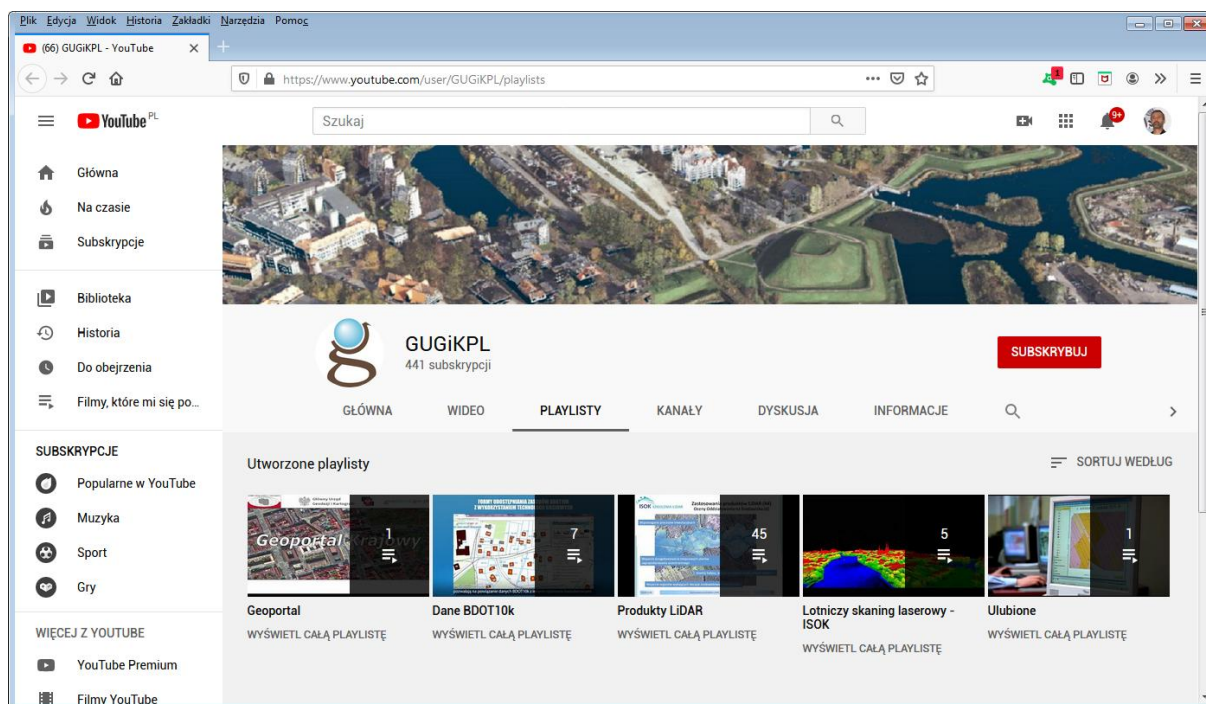 Plik Edycja Widok Historia Zakładki Narzędzia Pomoc
(66) GUGiKPL - YouTube
https://www.youtube.com/user/GUGiKPL/playlists
1
YouTube PL
Szukaj
9+
Główna
Na czasie
Subskrypcje
Biblioteka
Historia
Do obejrzenia
Filmy, które mi się po...
SUBSKRYPCJE
Popularne w YouTube
Muzyka
Sport
Gry
WIĘCEJ Z YOUTUBE
YouTube Premium
Filmy YouTube
GUGiKPL
441 subskrypcji
SUBSKRYBUJ
GŁÓWNA WIDEO PLAYLISTY KANAŁY DYSKUSJA INFORMACJE
Utworzone playlisty
SORTUJ WEDŁUG
Geoportal Krajowy
1
Geoportal
WYŚWIETL CAŁĄ PLAYLISTĘ
7
Dane BDOT10k
WYŚWIETL CAŁĄ PLAYLISTĘ
ISOK
45
Produkty LiDAR
WYŚWIETL CAŁĄ PLAYLISTĘ
5
Lotniczy skaning laserowy -
ISOK
WYŚWIETL CAŁĄ PLAYLISTĘ
1
Ulubione
WYŚWIETL CAŁĄ PLAYLISTĘ